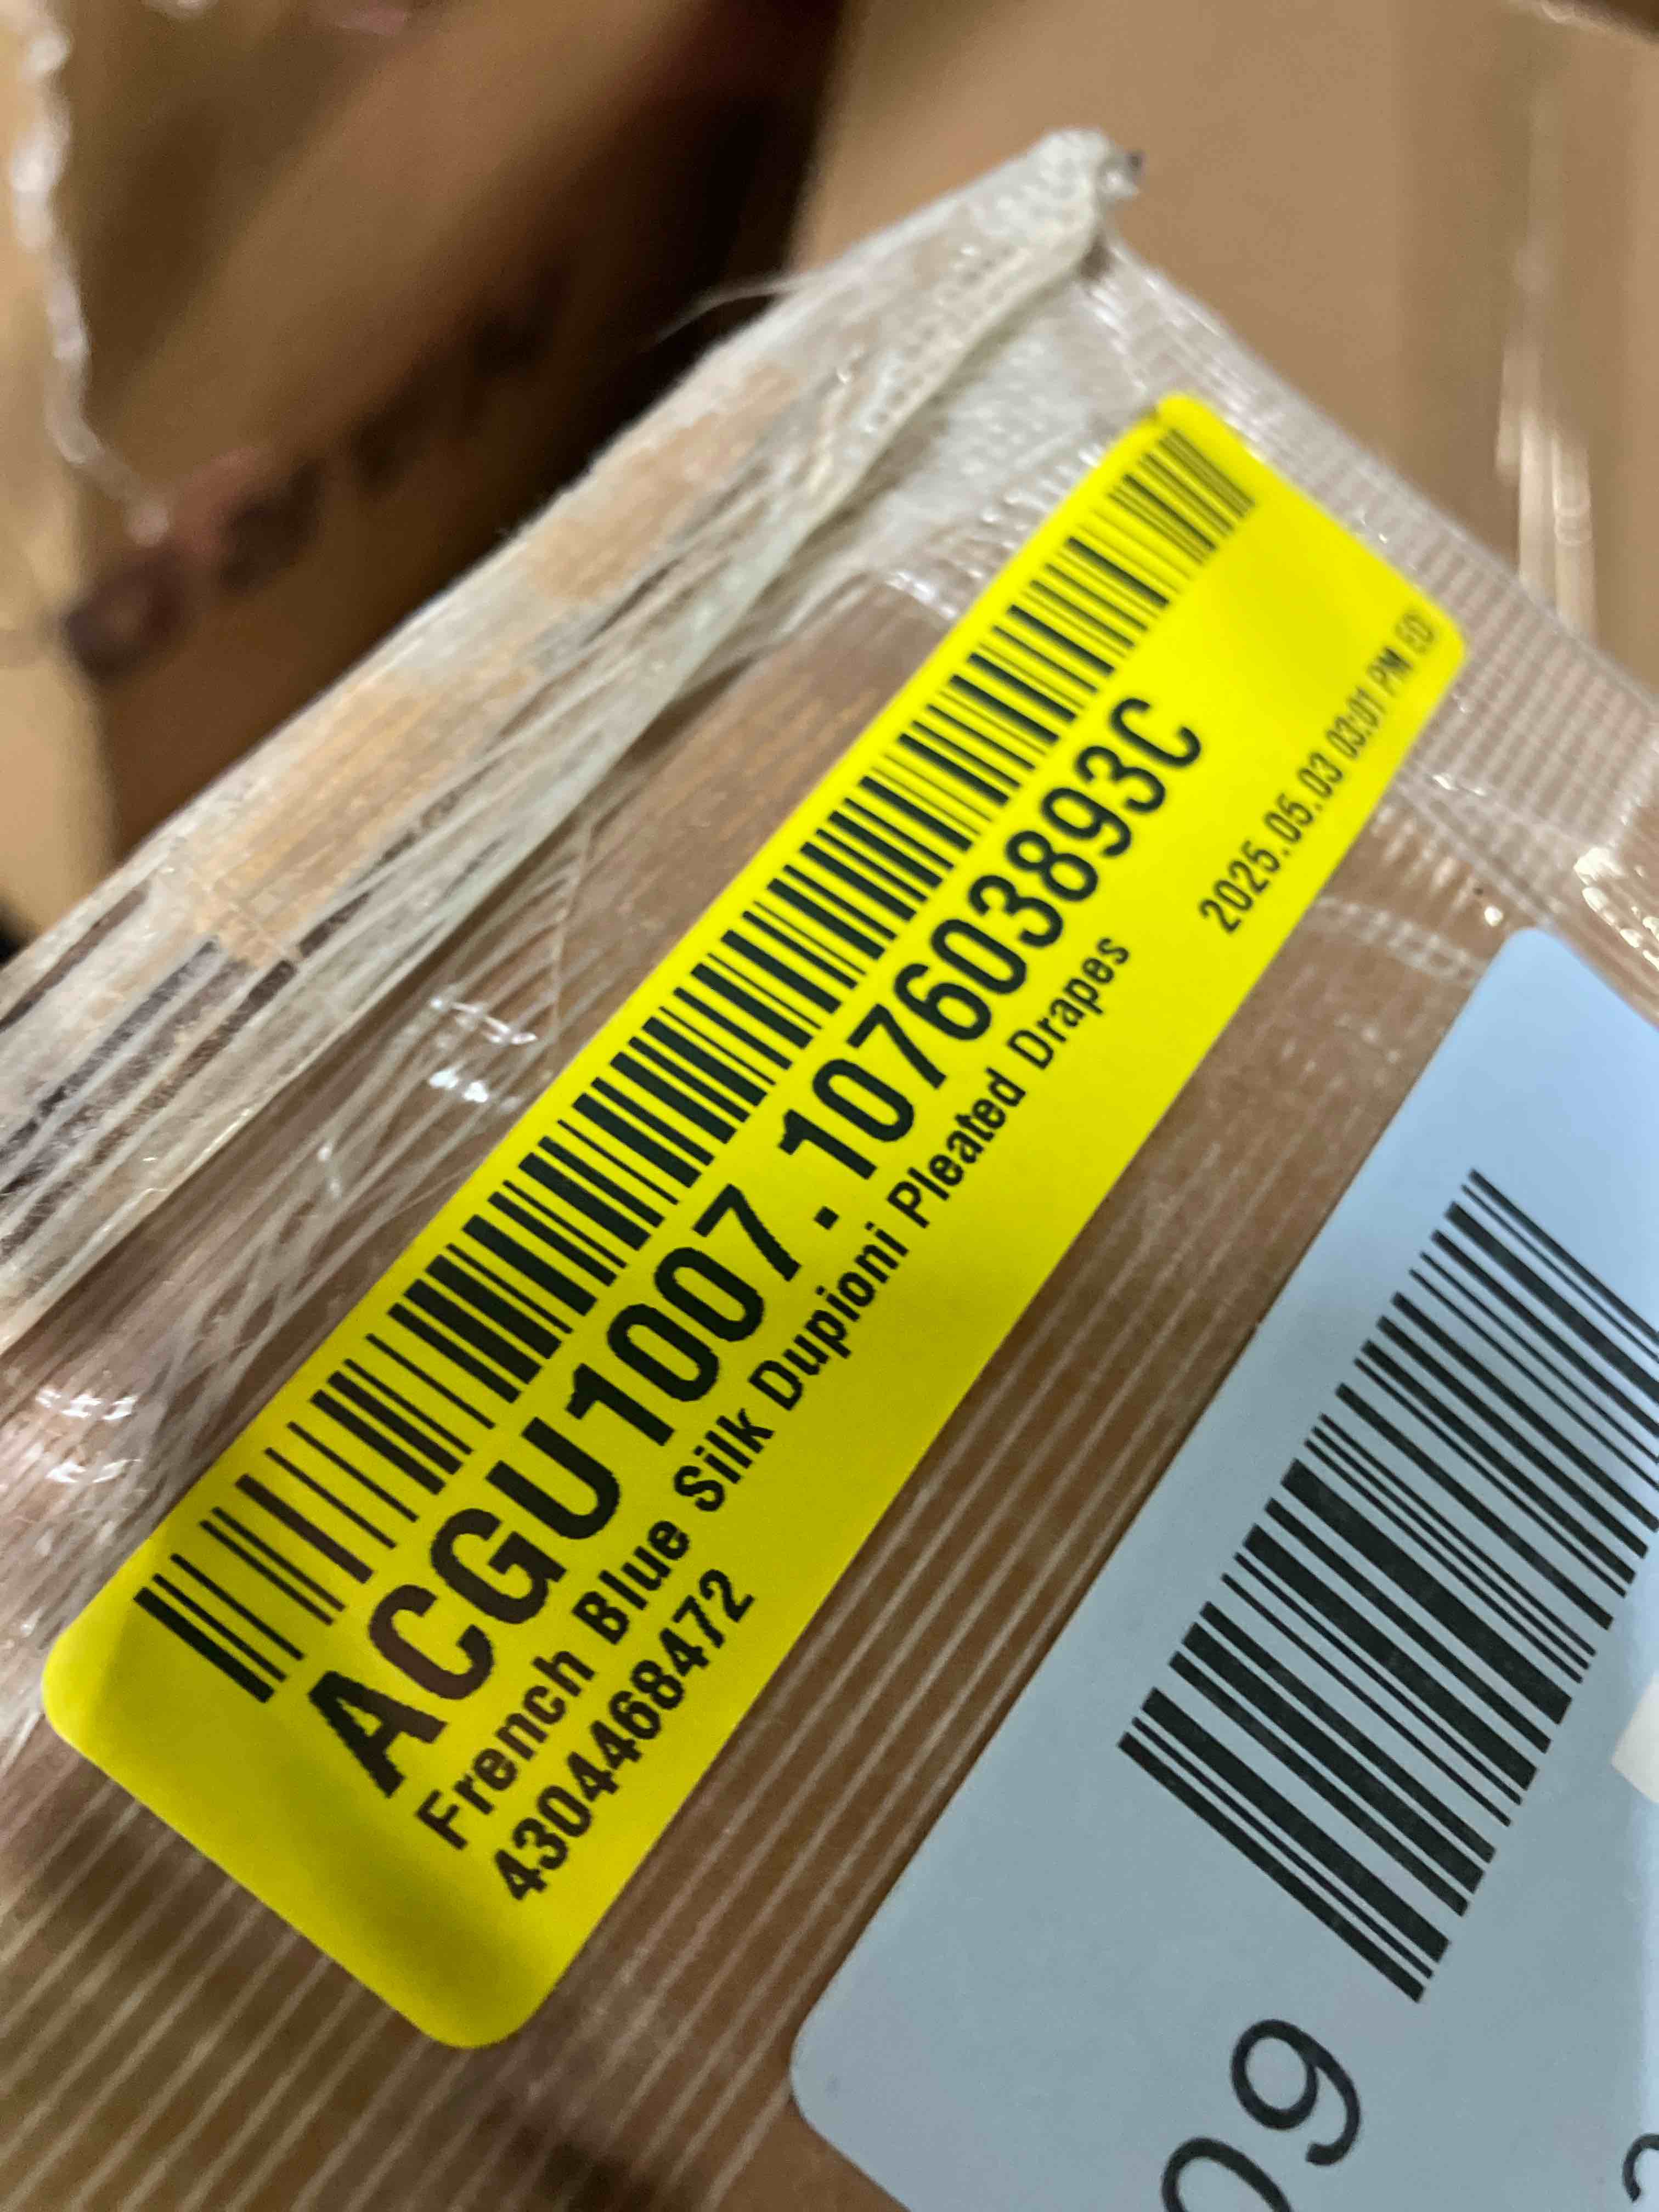 ACGU1007.107603893C
French Blue Silk Dupioni Pleated Drapes
4304468472
2025.05.03 03:01 PM ED
09